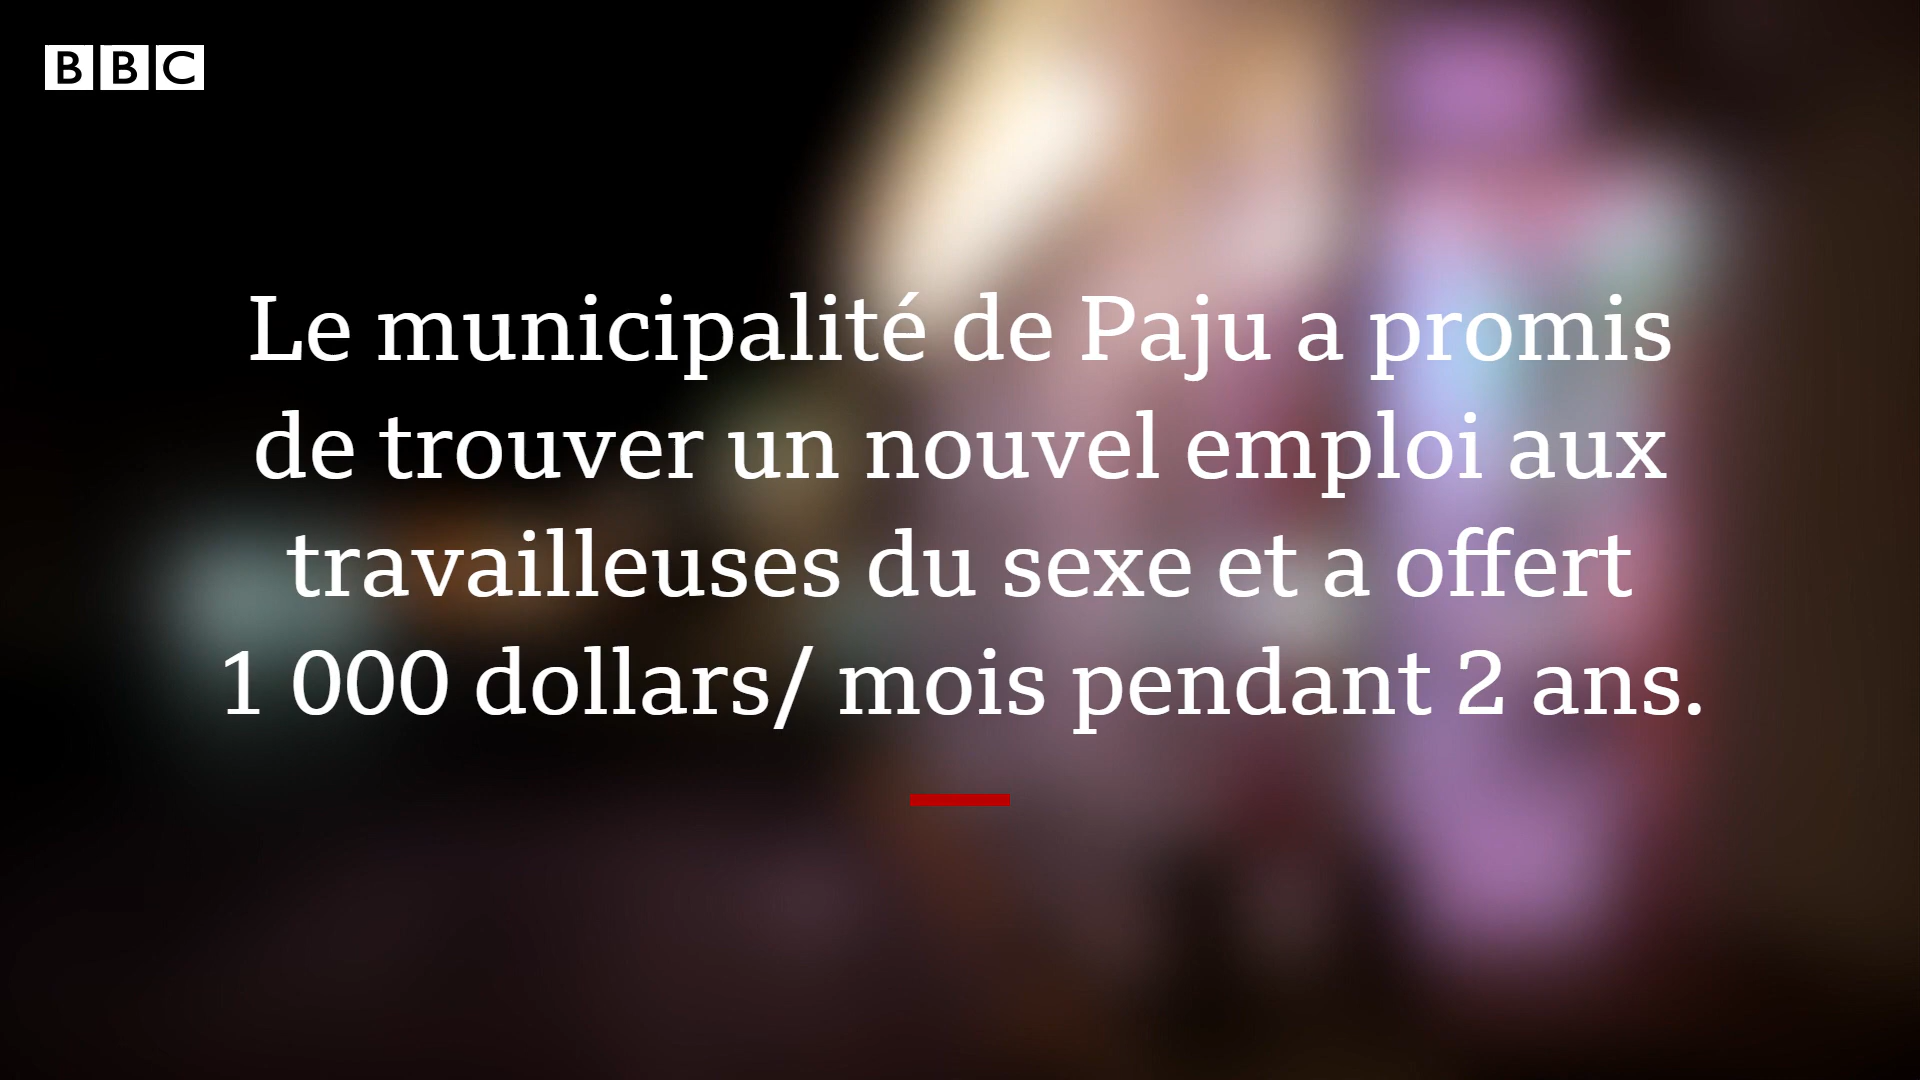 BBC
Le municipalité de Paju a promis
de trouver un nouvel emploi aux
travailleuses du sexe et a offert
1 000 dollars/ mois pendant 2 ans.